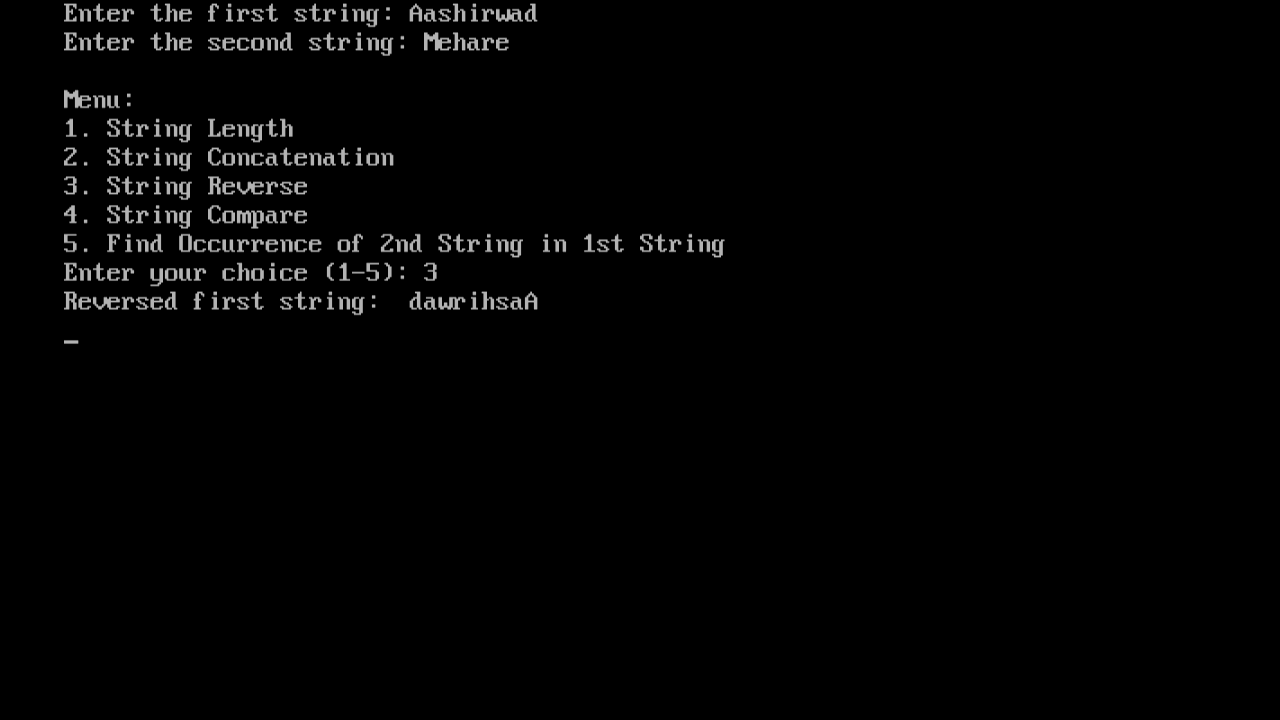 Enter the first string: Aashirwad
Enter the second string: Mehare
Menu:
1. String Length
2. String Concatenation
3. String Reverse
4. String Compare
5. Find Occurrence of 2nd String in 1st String
Enter your choice (1-5): 3
Reversed first string:  dawrihsaA
_